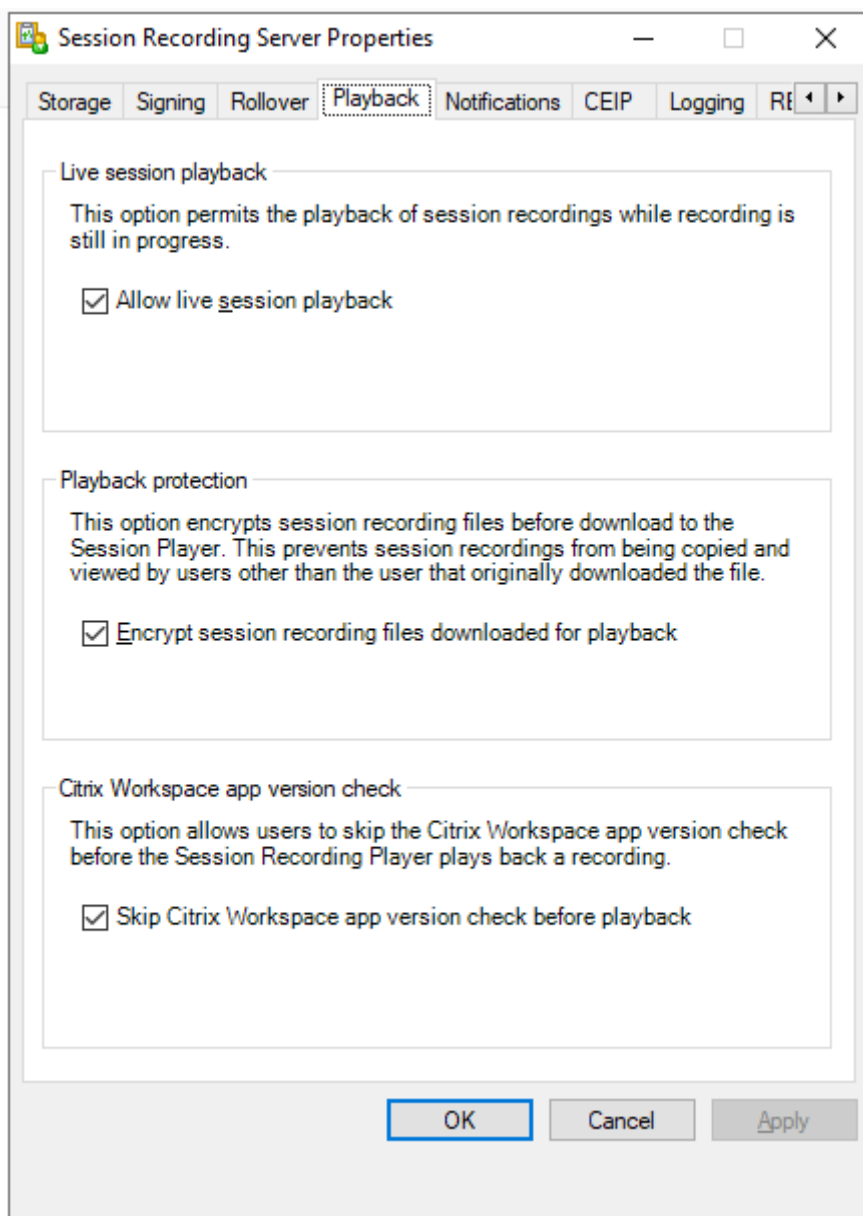 Session Recording Server Properties
Storage Signing Rollover Playback Notifications CEIP Logging
Live session playback
This option permits the playback of session recordings while recording is
still in progress.
Allow live session playback
Playback protection
This option encrypts session recording files before download to the
Session Player. This prevents session recordings from being copied and
viewed by users other than the user that originally downloaded the file.
Encrypt session recording files downloaded for playback
Citrix Workspace app version check
This option allows users to skip the Citrix Workspace app version check
before the Session Recording Player plays back a recording.
Skip Citrix Workspace app version check before playback
OK Cancel Apply